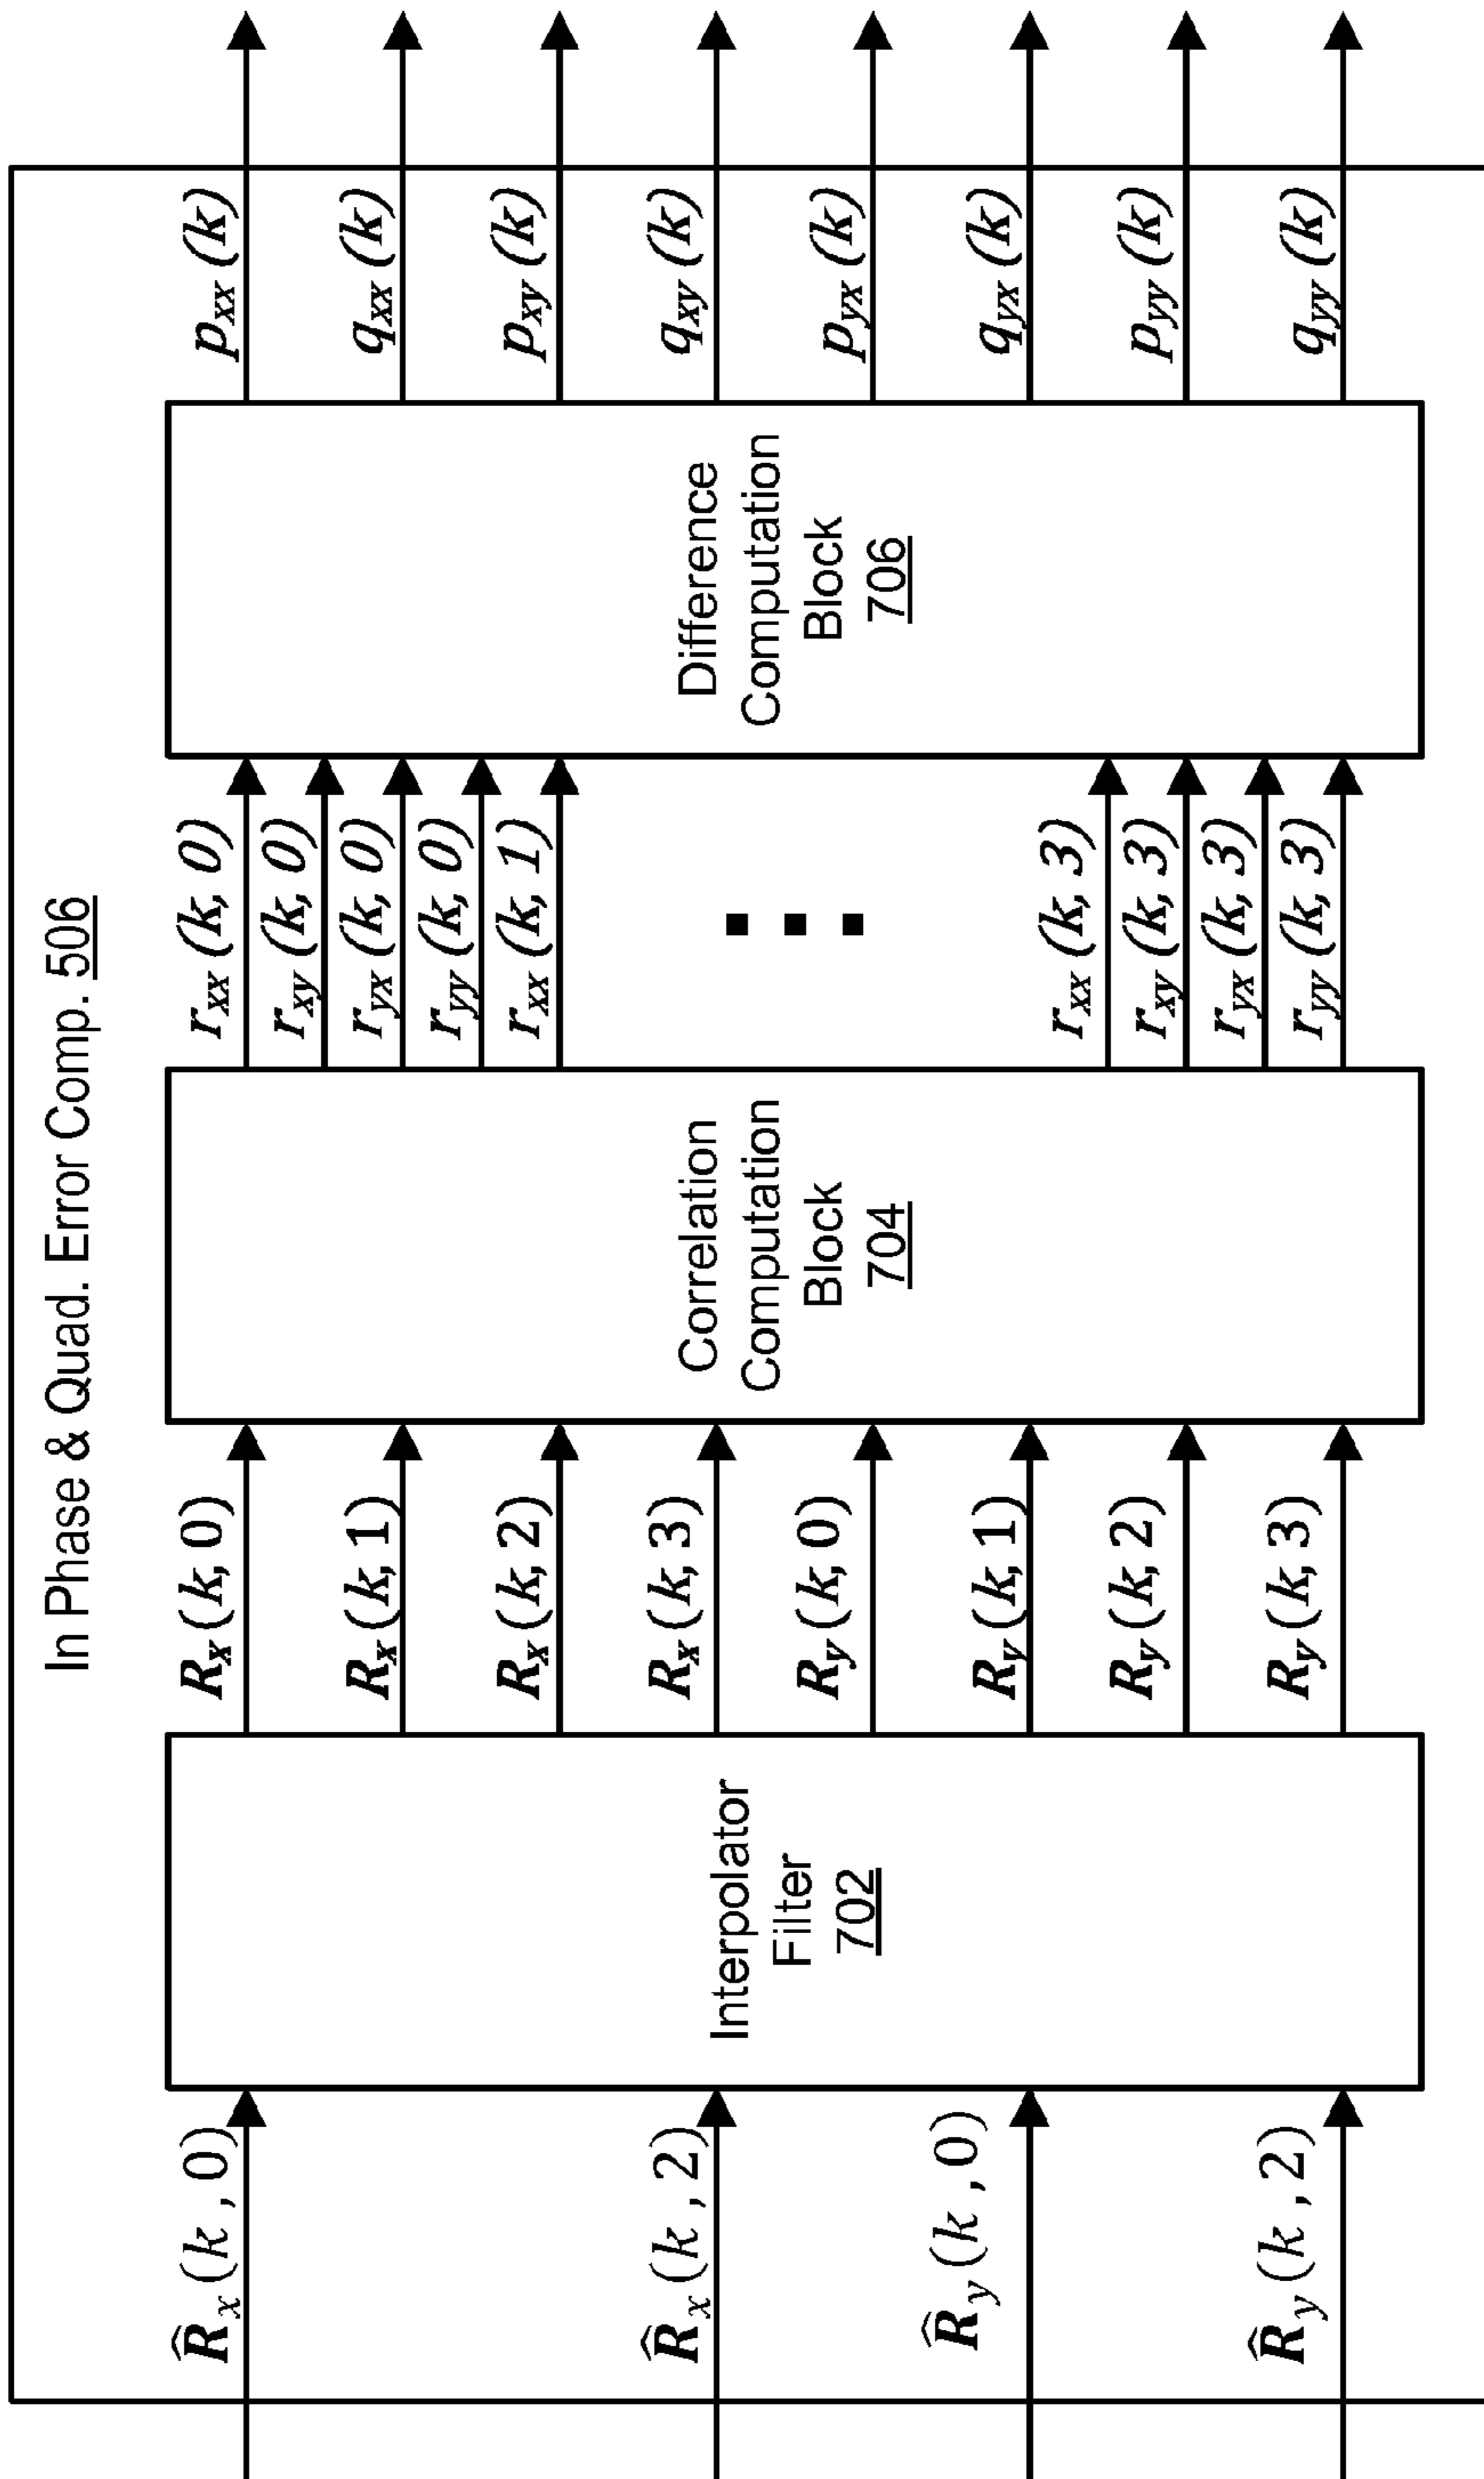 In Phase & Quad. Error Comp. 506
R̂x(k,0)
R̂x(k,2)
R̂y(k,0)
R̂y(k,2)
Interpolator
Filter
702
Rx(k, 0)
Rx(k, 1)
Rx(k, 2)
Rx(k, 3)
Ry(k, 0)
Ry(k, 1)
Ry(k, 2)
Ry(k, 3)
Correlation
Computation
Block
704
rxx(k, 0)
rxy(k, 0)
ryx(k, 0)
ryy(k, 0)
rxx(k, 1)
rxx(k, 3)
rxy(k, 3)
ryx(k, 3)
ryy(k, 3)
Difference
Computation
Block
706
pxx(k)
qxx(k)
pxy(k)
qxy(k)
pyx(k)
qyx(k)
pyy(k)
qyy(k)